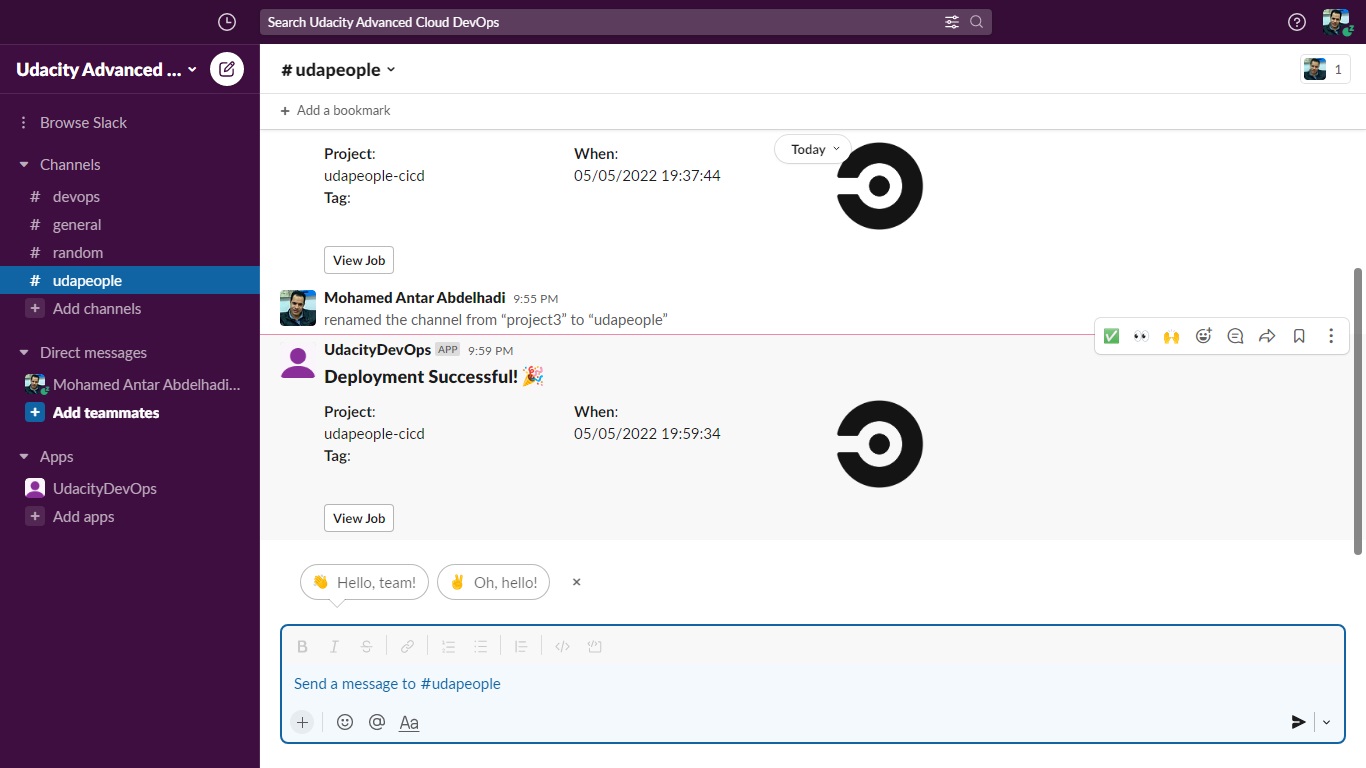 Search Udacity Advanced Cloud DevOps
Udacity Advanced ...
Browse Slack
Channels
# devops
# general
# random
# udapeople
+ Add channels
Direct messages
Mohamed Antar Abdelhadi...
+ Add teammates
Apps
UdacityDevOps
+ Add apps
# udapeople
1
+ Add a bookmark
Today
Project: When:
udapeople-cicd 05/05/2022 19:37:44
Tag:
View Job
Mohamed Antar Abdelhadi 9:55 PM
renamed the channel from “project3” to “udapeople”
UdacityDevOps APP 9:59 PM
Deployment Successful! 🎉
Project: When:
udapeople-cicd 05/05/2022 19:59:34
Tag:
View Job
👋 Hello, team! ✌ Oh, hello! ×
B I S
Send a message to #udapeople
+ @ Aa